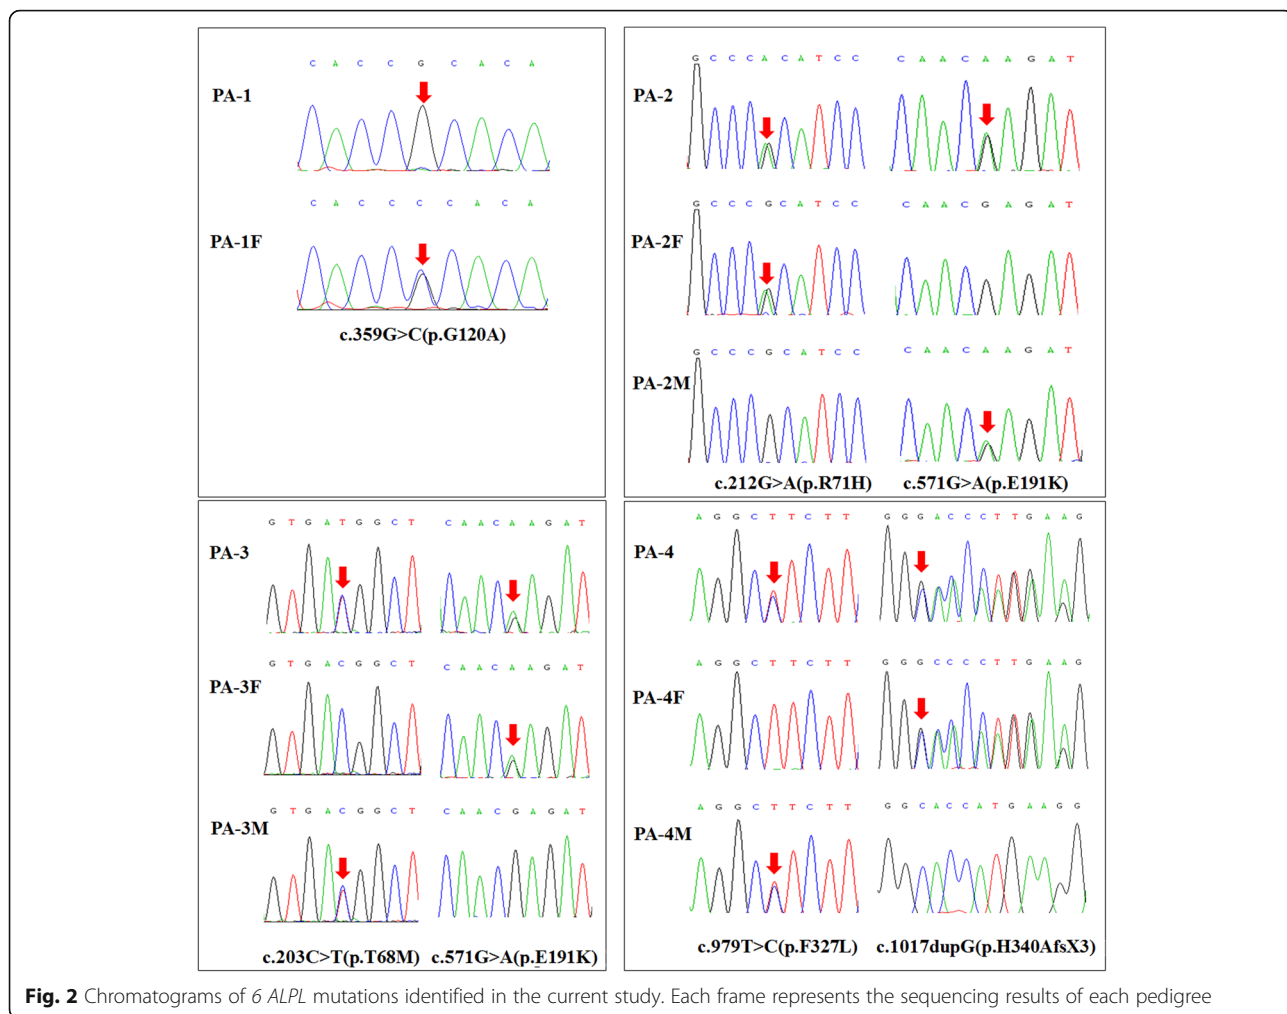 C A C C G C A C A
PA-1
C A C C C C A C A
PA-1F
c.359G>C(p.G120A)
G C C C A C A T C C
C A A C A A G A T
PA-2
G C C C G C A T C C
C A A C G A G A T
PA-2F
G C C C G C A T C C
C A A C A A G A T
PA-2M
c.212G>A(p.R71H)
c.571G>A(p.E191K)
G T G A T G G C T
C A A C A A G A T
PA-3
G T G A C G G C T
C A A C A A G A T
PA-3F
G T G A C G G C T
C A A C G A G A T
PA-3M
c.203C>T(p.T68M)
c.571G>A(p.E191K)
A G G C T T C T T
G G G A C C C T T G A A G
PA-4
A G G C T T C T T
G G G C C C C T T G A A G
PA-4F
A G G C T T C T T
G G C A C C A T G A A G G
PA-4M
c.979T>C(p.F327L)
c.1017dupG(p.H340AfsX3)
Fig. 2 Chromatograms of 6 ALPL mutations identified in the current study. Each frame represents the sequencing results of each pedigree